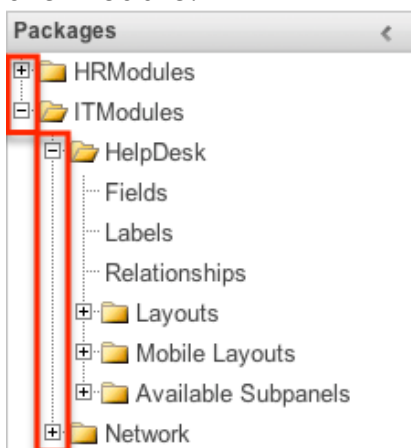 Packages
HRModules
ITModules
HelpDesk
Fields
Labels
Relationships
Layouts
Mobile Layouts
Available Subpanels
Network